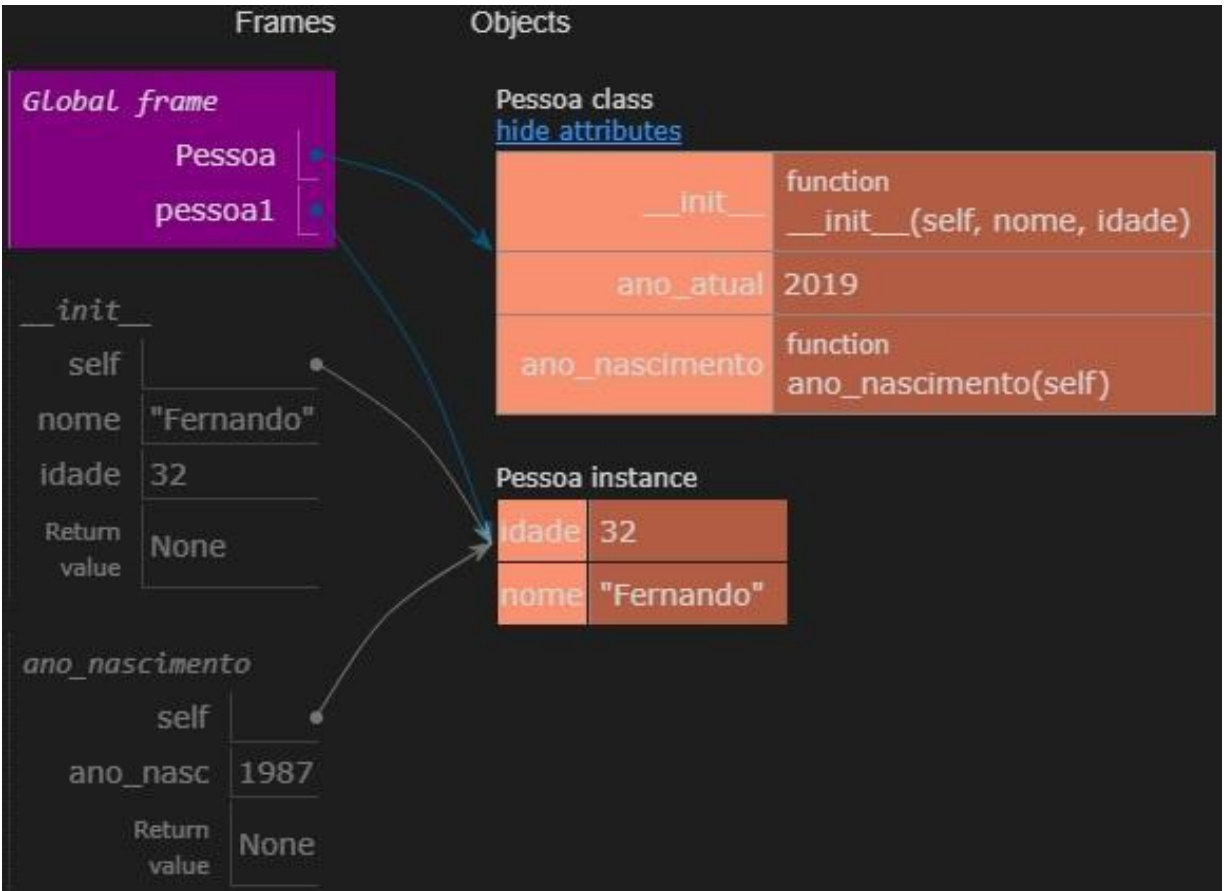 Frames Objects
Global frame
Pessoa
pessoa1
Pessoa class
hide attributes
__init__ function
__init__(self, nome, idade)
ano_atual 2019
ano_nascimento function
ano_nascimento(self)
__init__
self
nome "Fernando"
idade 32
Return
value None
Pessoa instance
idade 32
nome "Fernando"
ano_nascimento
self
ano_nasc 1987
Return
value None